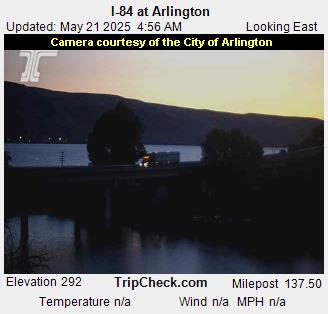 I-84 at Arlington
Updated: May 21 2025 4:56 AM Looking East
Camera courtesy of the City of Arlington
Elevation 292 TripCheck.com Milepost 137.50
Temperature n/a Wind n/a MPH n/a